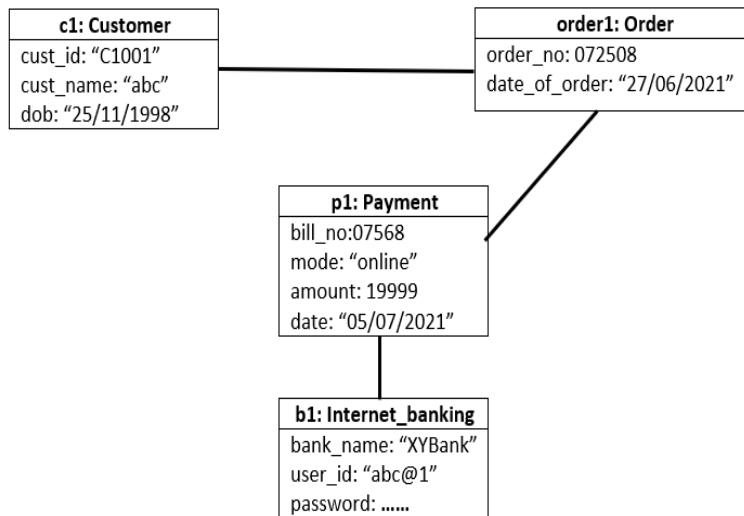 c1: Customer
cust_id: “C1001”
cust_name: “abc”
dob: “25/11/1998”
order1: Order
order_no: 072508
date_of_order: “27/06/2021”
p1: Payment
bill_no:07568
mode: “online”
amount: 19999
date: “05/07/2021”
b1: Internet_banking
bank_name: “XYBank”
user_id: “abc@1”
password: ......